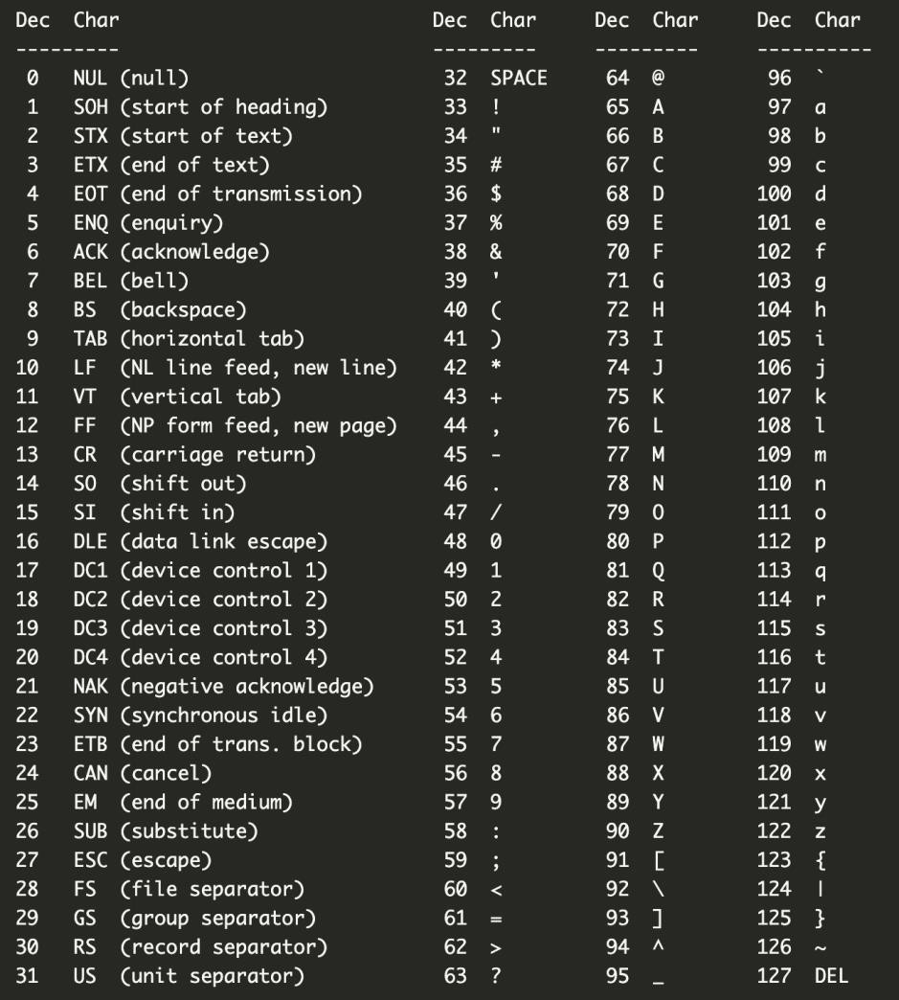 Dec  Char                           Dec  Char     Dec  Char     Dec  Char
---------                           ---------     ---------     ----------
  0  NUL (null)                      32  SPACE     64  @         96  `
  1  SOH (start of heading)          33  !         65  A         97  a
  2  STX (start of text)             34  "         66  B         98  b
  3  ETX (end of text)               35  #         67  C         99  c
  4  EOT (end of transmission)       36  $         68  D        100  d
  5  ENQ (enquiry)                   37  %         69  E        101  e
  6  ACK (acknowledge)               38  &         70  F        102  f
  7  BEL (bell)                      39  '         71  G        103  g
  8  BS  (backspace)                 40  (         72  H        104  h
  9  TAB (horizontal tab)            41  )         73  I        105  i
 10  LF  (NL line feed, new line)    42  *         74  J        106  j
 11  VT  (vertical tab)              43  +         75  K        107  k
 12  FF  (NP form feed, new page)    44  ,         76  L        108  l
 13  CR  (carriage return)           45  -         77  M        109  m
 14  SO  (shift out)                 46  .         78  N        110  n
 15  SI  (shift in)                  47  /         79  O        111  o
 16  DLE (data link escape)          48  0         80  P        112  p
 17  DC1 (device control 1)          49  1         81  Q        113  q
 18  DC2 (device control 2)          50  2         82  R        114  r
 19  DC3 (device control 3)          51  3         83  S        115  s
 20  DC4 (device control 4)          52  4         84  T        116  t
 21  NAK (negative acknowledge)      53  5         85  U        117  u
 22  SYN (synchronous idle)          54  6         86  V        118  v
 23  ETB (end of trans. block)       55  7         87  W        119  w
 24  CAN (cancel)                    56  8         88  X        120  x
 25  EM  (end of medium)             57  9         89  Y        121  y
 26  SUB (substitute)                58  :         90  Z        122  z
 27  ESC (escape)                    59  ;         91  [        123  {
 28  FS  (file separator)            60  <         92  \        124  |
 29  GS  (group separator)           61  =         93  ]        125  }
 30  RS  (record separator)          62  >         94  ^        126  ~
 31  US  (unit separator)            63  ?         95  _        127  DEL